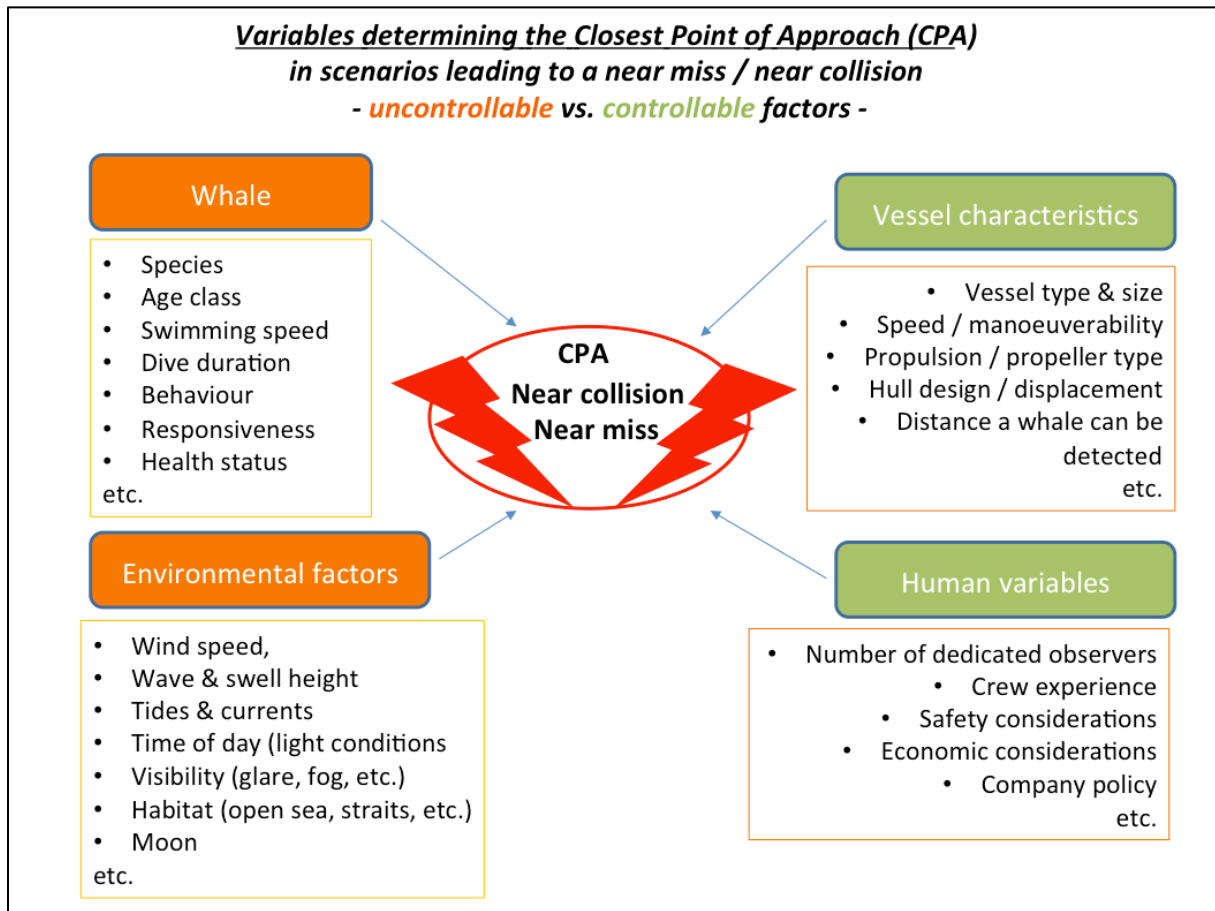 Variables determining the Closest Point of Approach (CPA)
in scenarios leading to a near miss / near collision
- uncontrollable vs. controllable factors -
Whale
• Species
• Age class
• Swimming speed
• Dive duration
• Behaviour
• Responsiveness
• Health status
etc.
Vessel characteristics
• Vessel type & size
• Speed / manoeuverability
• Propulsion / propeller type
• Hull design / displacement
• Distance a whale can be
detected
etc.
CPA
Near collision
Near miss
Environmental factors
• Wind speed,
• Wave & swell height
• Tides & currents
• Time of day (light conditions
• Visibility (glare, fog, etc.)
• Habitat (open sea, straits, etc.)
• Moon
etc.
Human variables
• Number of dedicated observers
• Crew experience
• Safety considerations
• Economic considerations
• Company policy
etc.